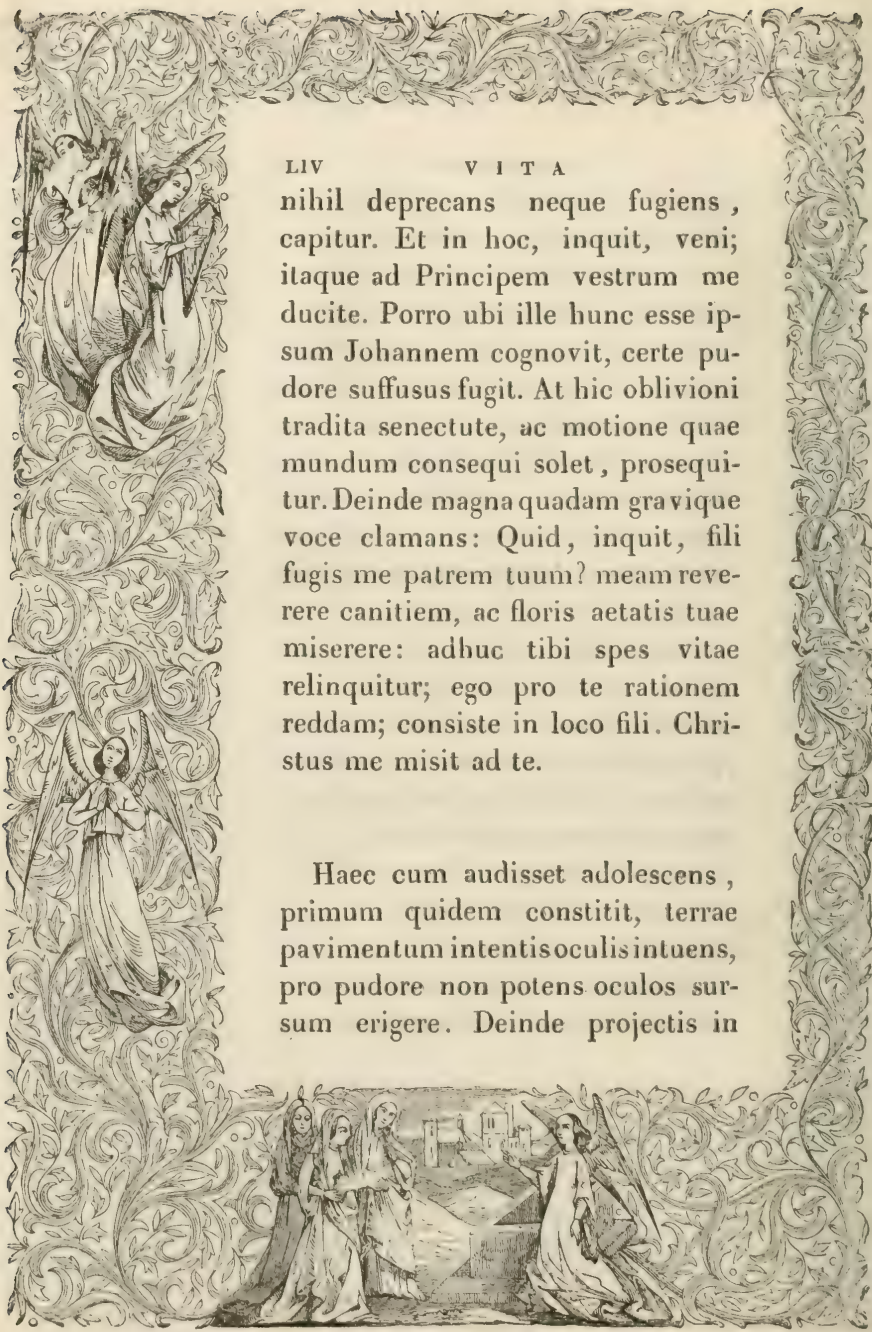 LIV VITA
nihil deprecans neque fugiens ,
capitur. Et in hoc, inquit, veni;
itaque ad Principem vestrum me
ducite. Porro ubi ille hunc esse ip-
sum Johannem cognovit, certe pu-
dore suffusus fugit. At hic oblivioni
tradita senectute, ac motione quae
mundum consequi solet , prosequi-
tur. Deinde magna quadam gravique
voce clamans: Quid, inquit, fili
fugis me patrem tuum? meam reve-
rere canitiem, ac floris aetatis tuae
miserere: adhuc tibi spes vitae
relinquitur; ego pro te rationem
reddam; consiste in loco fili. Chri-
stus me misit ad te.
Haec cum audisset adolescens ,
primum quidem constitit, terrae
pavimentum intentis oculis intuens,
pro pudore non potens oculos sur-
sum erigere. Deinde projectis in